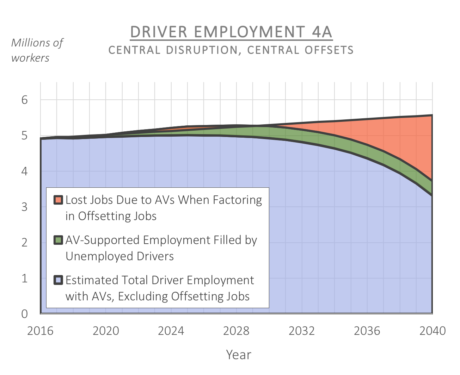 DRIVER EMPLOYMENT 4A
CENTRAL DISRUPTION, CENTRAL OFFSETS
Millions of
workers
6
5
4
3
2
1
0
Lost Jobs Due to AVs When Factoring
in Offsetting Jobs
AV-Supported Employment Filled by
Unemployed Drivers
Estimated Total Driver Employment
with AVs, Excluding Offsetting Jobs
2016 2020 2024 2028 2032 2036 2040
Year